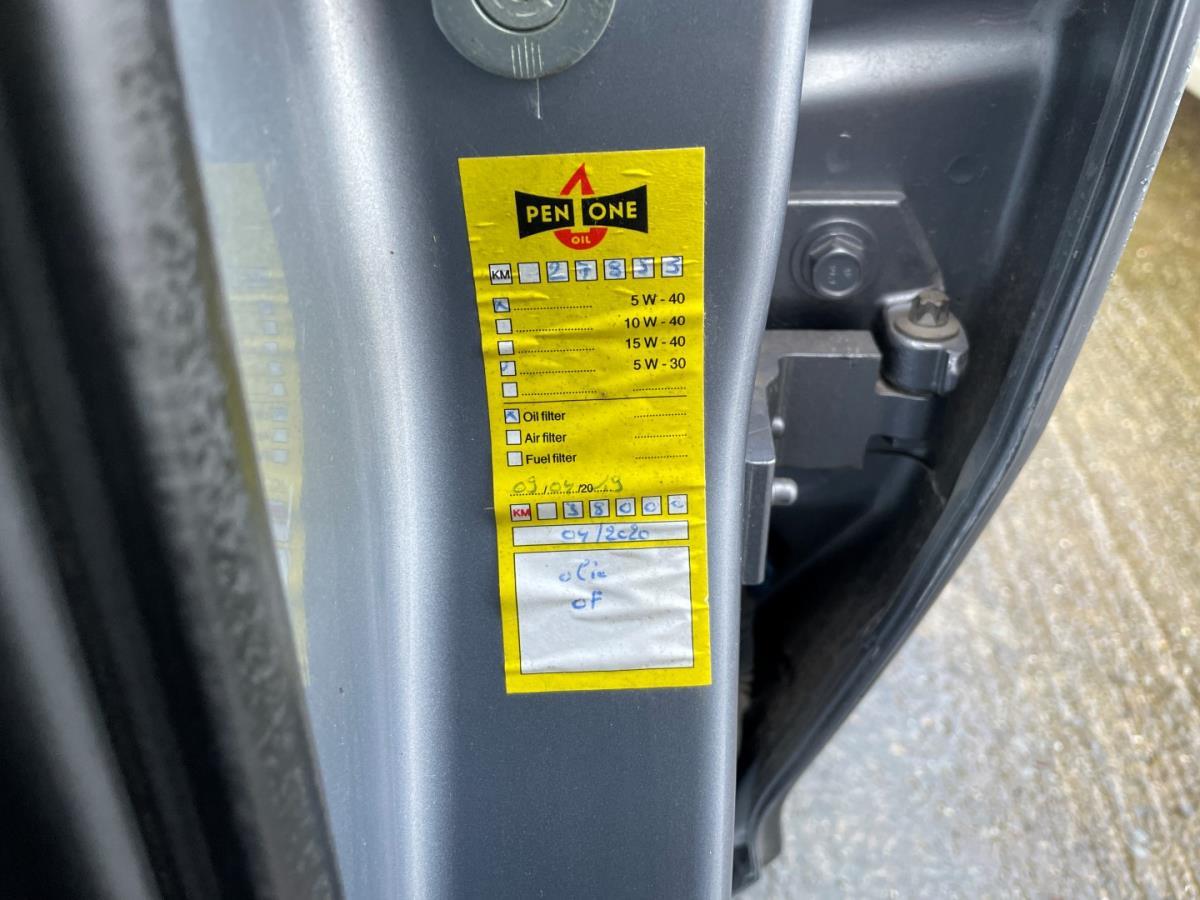 PEN ONE
OIL
KM 27833
5 W - 40
10 W - 40
15 W - 40
5 W - 30
Oil filter
Air filter
Fuel filter
09/04/2019
KM 38000
04/2020
olie
OF